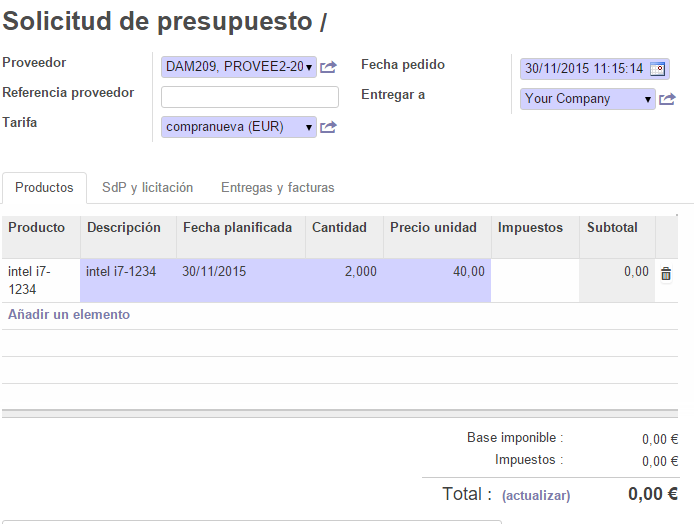 Solicitud de presupuesto /
Proveedor DAM209, PROVEE2-20 Fecha pedido 30/11/2015 11:15:14
Referencia proveedor Entregar a Your Company
Tarifa compranueva (EUR)
Productos SdP y licitación Entregas y facturas
Producto Descripción Fecha planificada Cantidad Precio unidad Impuestos Subtotal
intel i7- intel i7-1234 30/11/2015 2,000 40,00 0,00
1234
Añadir un elemento
Base imponible : 0,00 €
Impuestos : 0,00 €
Total : (actualizar) 0,00 €